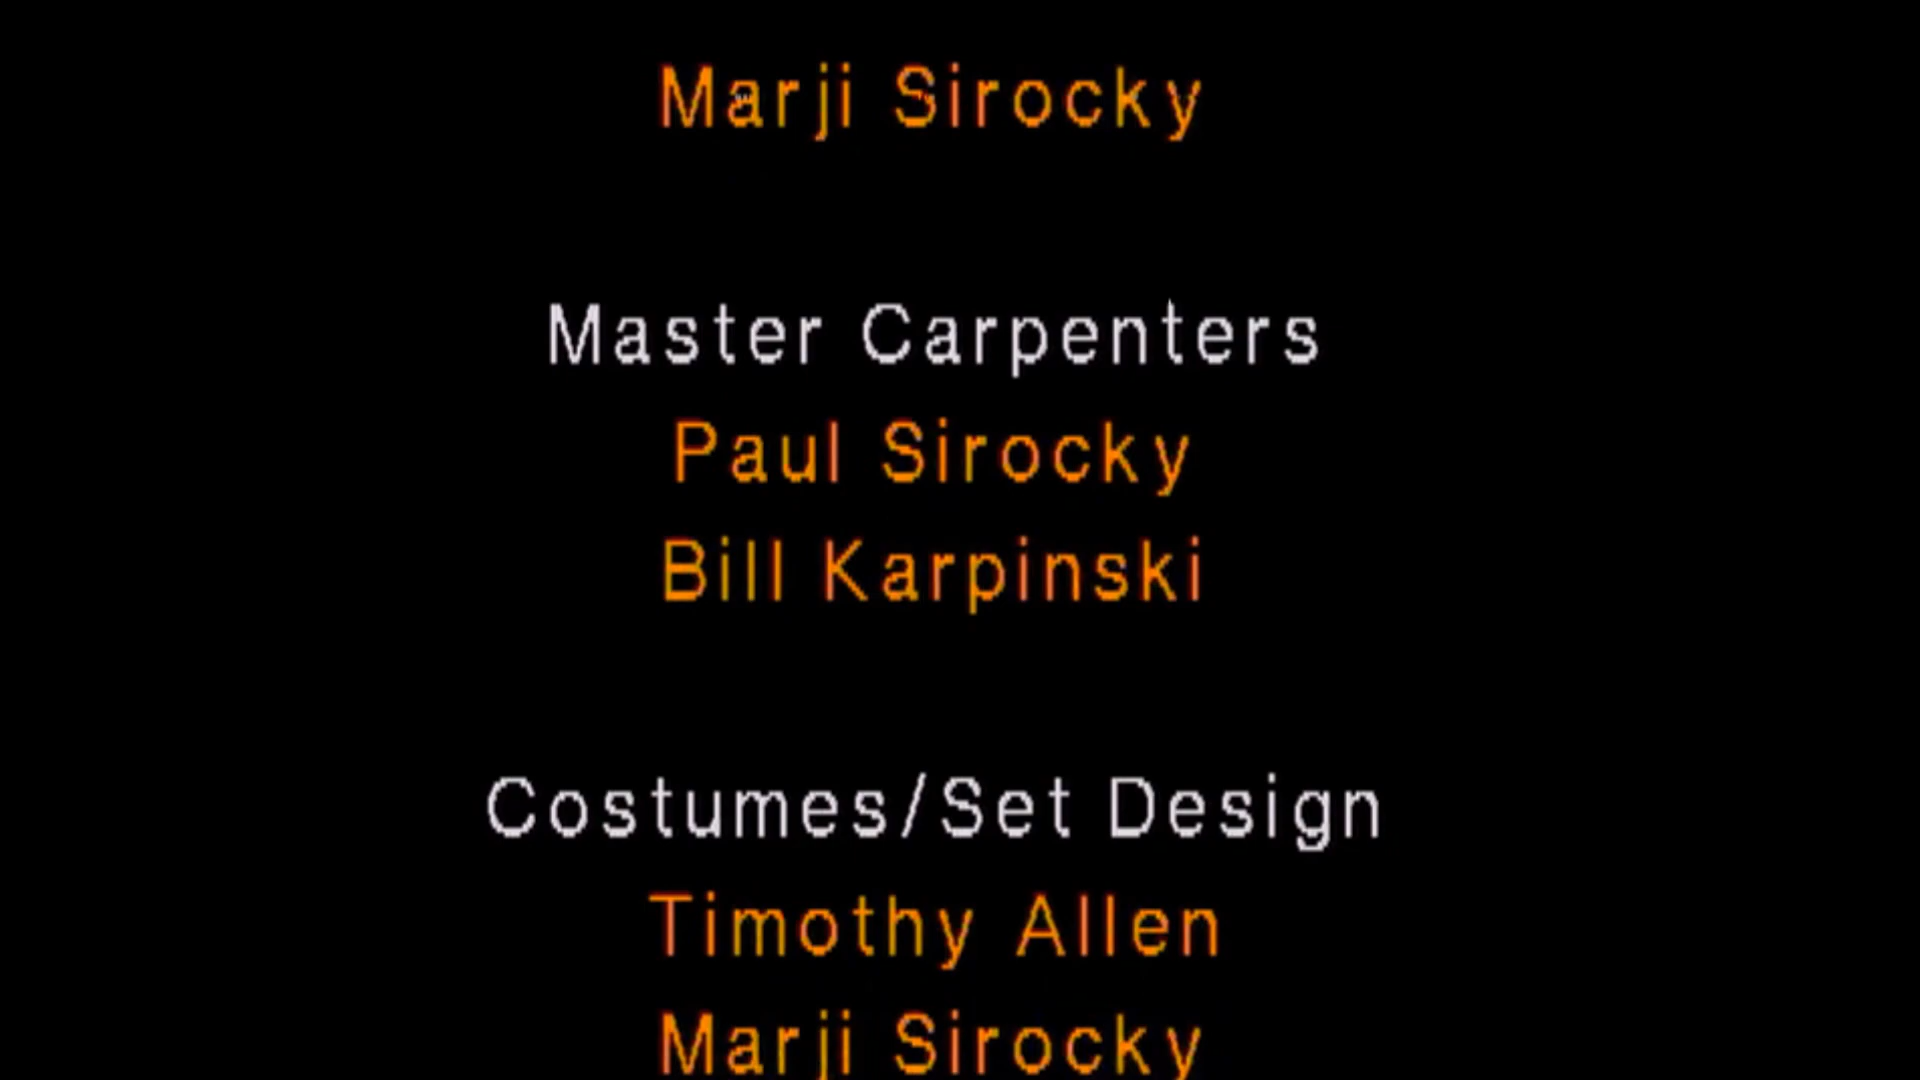 Marji Sirocky
Master Carpenters
Paul Sirocky
Bill Karpinski
Costumes/Set Design
Timothy Allen
Marji Sirocky